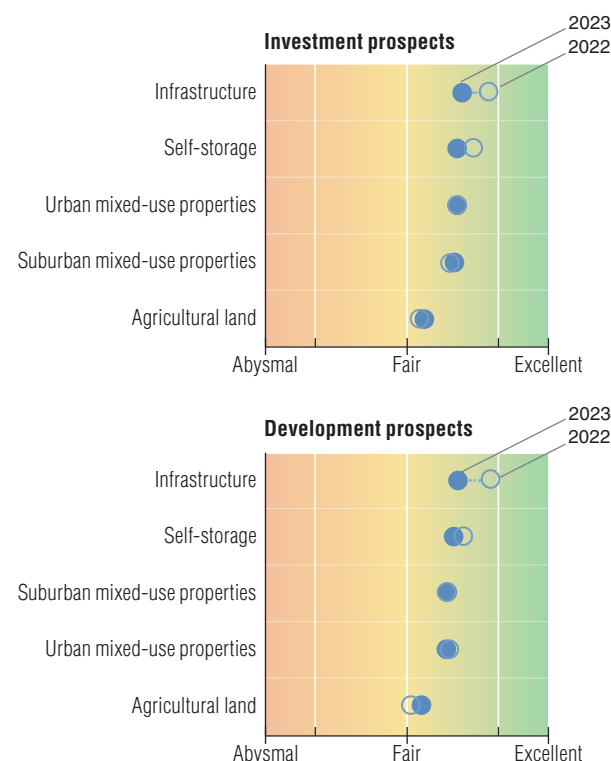 2023
Investment prospects
2022
Infrastructure
Self-storage
Urban mixed-use properties
Suburban mixed-use properties
Agricultural land
Abysmal Fair Excellent
2023
Development prospects
2022
Infrastructure
Self-storage
Suburban mixed-use properties
Urban mixed-use properties
Agricultural land
Abysmal Fair Excellent